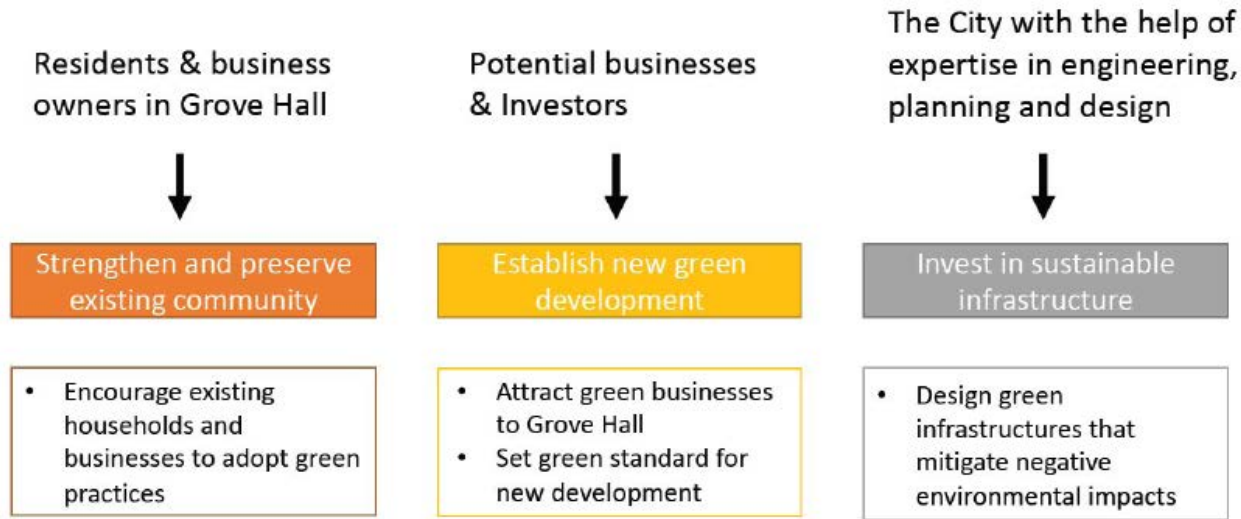 Residents & business
owners in Grove Hall
Strengthen and preserve
existing community
• Encourage existing
households and
businesses to adopt green
practices
Potential businesses
& Investors
Establish new green
development
• Attract green businesses
to Grove Hall
• Set green standard for
new development
The City with the help of
expertise in engineering,
planning and design
Invest in sustainable
infrastructure
• Design green
infrastructures that
mitigate negative
environmental impacts